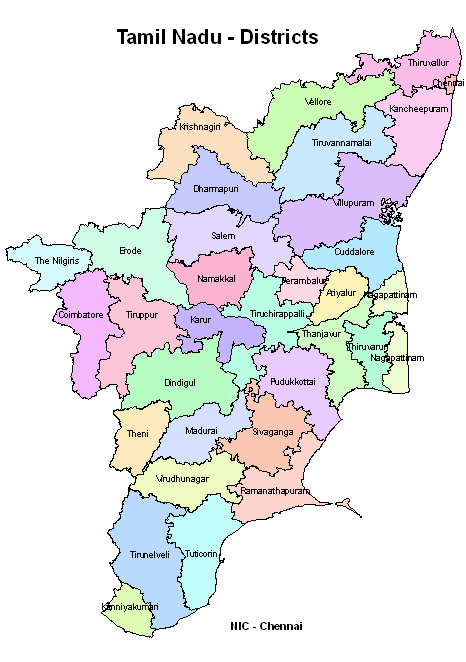 Tamil Nadu - Districts
Thiruvallur
Chennai
Vellore
Kancheepuram
Krishnagiri
Tiruvannamalai
Dharmapuri
Villupuram
Salem
Erode
Cuddalore
The Nilgiris
Namakkal
Perambalur
Ariyalur
Nagapattinam
Coimbatore
Tiruppur
Karur
Tiruchirappalli
Thanjavur
Thiruvarur
Nagapattinam
Dindigul
Pudukkottai
Theni
Madurai
Sivaganga
Virudhunagar
Ramanathapuram
Tirunelveli
Tuticorin
Kanniyakumari
NIC - Chennai